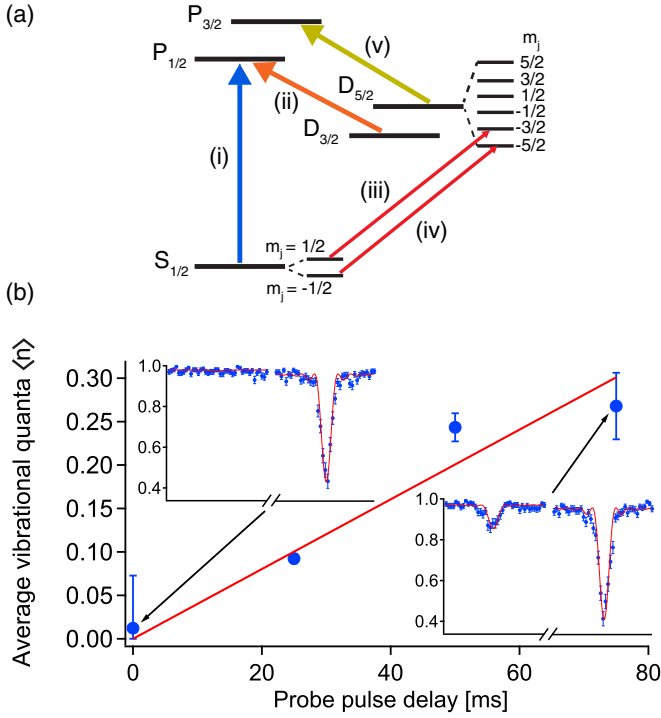 (a)
P3/2
P1/2
(v)
mj
5/2
3/2
1/2
-1/2
-3/2
-5/2
D5/2
(ii)
D3/2
(i)
(iii)
(iv)
mj = 1/2
S1/2
mj = -1/2
(b)
Average vibrational quanta ⟨n⟩
0.30
0.25
0.20
0.15
0.10
0.05
0.00
1.0
0.8
0.6
0.4
1.0
0.8
0.6
0.4
0 20 40 60 80
Probe pulse delay [ms]